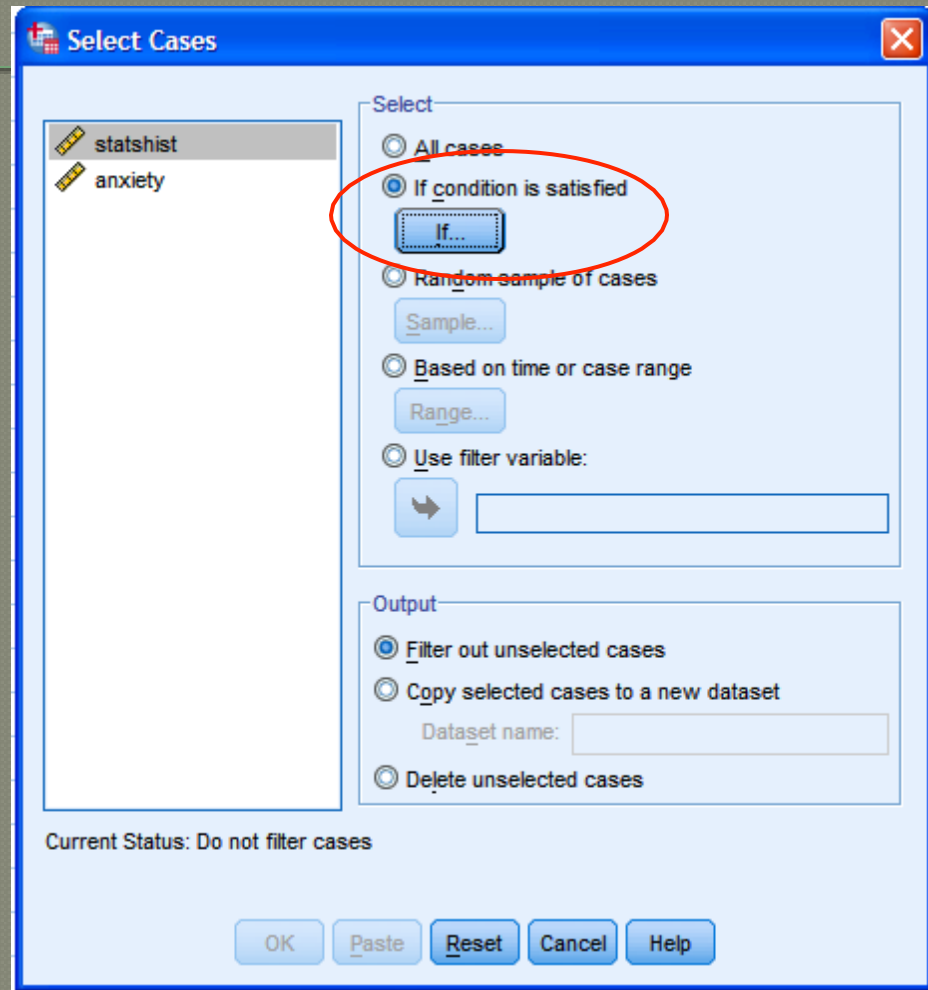 Select Cases
statshist
anxiety
Select
All cases
If condition is satisfied
If...
Random sample of cases
Sample...
Based on time or case range
Range...
Use filter variable:
Output
Filter out unselected cases
Copy selected cases to a new dataset
Dataset name:
Delete unselected cases
Current Status: Do not filter cases
OK Paste Reset Cancel Help